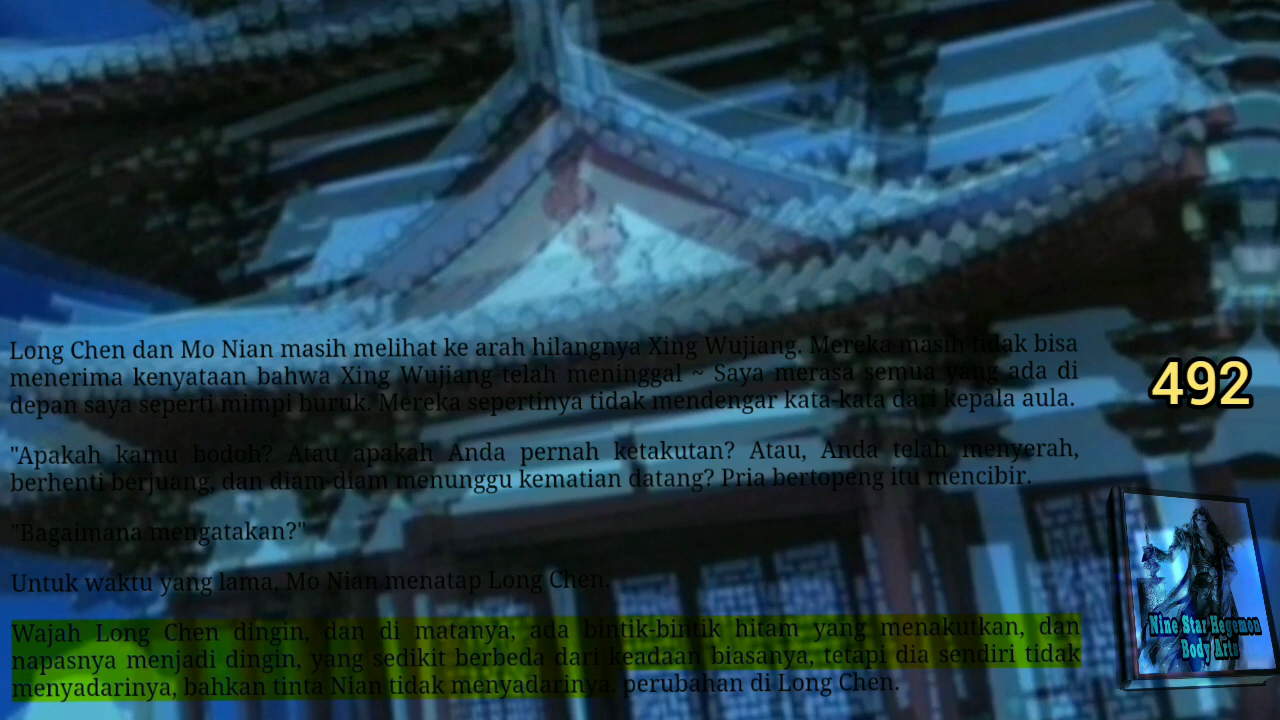 Long Chen dan Mo Nian masih melihat ke arah hilangnya Xing Wujiang. Mereka masih tidak bisa
menerima kenyataan bahwa Xing Wujiang telah meninggal ~ Saya merasa semua yang ada di
depan saya seperti mimpi buruk. Mereka sepertinya tidak mendengar kata-kata dari kepala aula.
"Apakah kamu bodoh? Atau apakah Anda pernah ketakutan? Atau, Anda telah menyerah,
berhenti berjuang, dan diam-diam menunggu kematian datang? Pria bertopeng itu mencibir.
"Bagaimana mengatakan?"
Untuk waktu yang lama, Mo Nian menatap Long Chen.
Wajah Long Chen dingin, dan di matanya, ada bintik-bintik hitam yang menakutkan, dan
napasnya menjadi dingin, yang sedikit berbeda dari keadaan biasanya, tetapi dia sendiri tidak
menyadarinya, bahkan tinta Nian tidak menyadarinya. perubahan di Long Chen.
492
Nine Star Hegemon
Body Arts